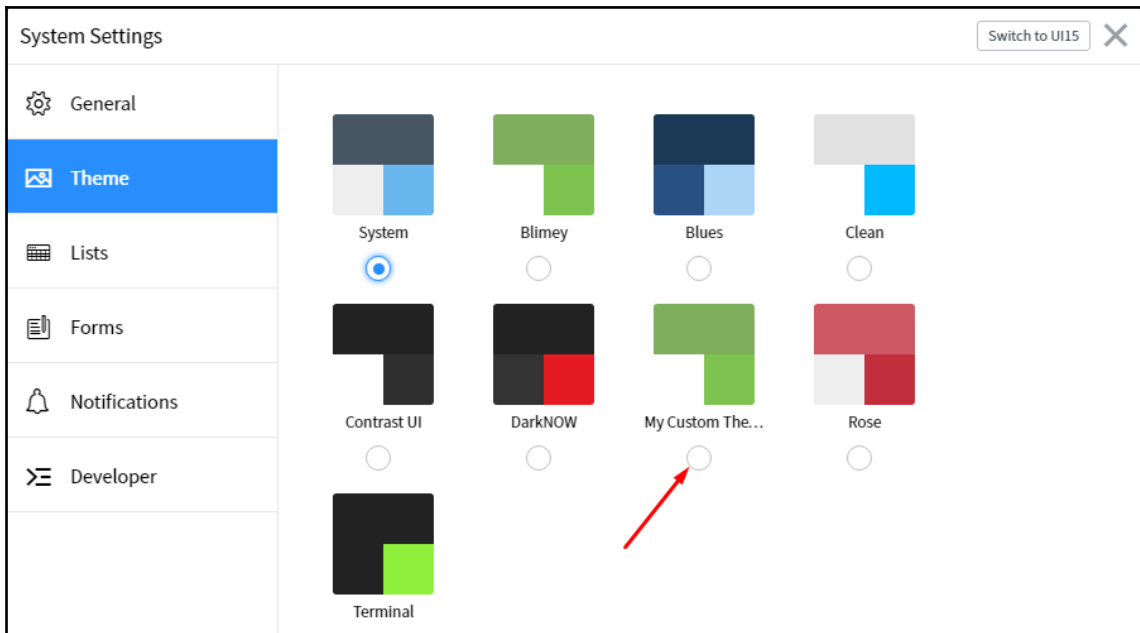 System Settings
Switch to UI15
General
Theme
Lists
Forms
Notifications
Developer
System
Blimey
Blues
Clean
Contrast UI
DarkNOW
My Custom The...
Rose
Terminal